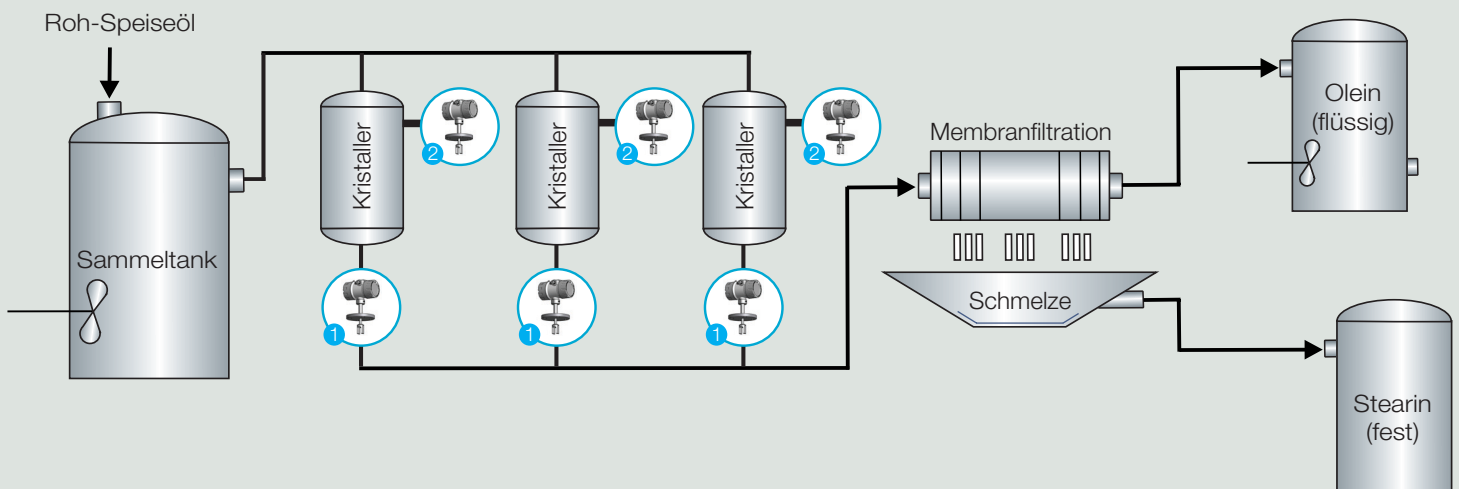 Roh-Speiseöl
Sammeltank
Kristaller
2
1
Kristaller
2
1
Kristaller
2
1
Membranfiltration
Schmelze
Olein
(flüssig)
Stearin
(fest)